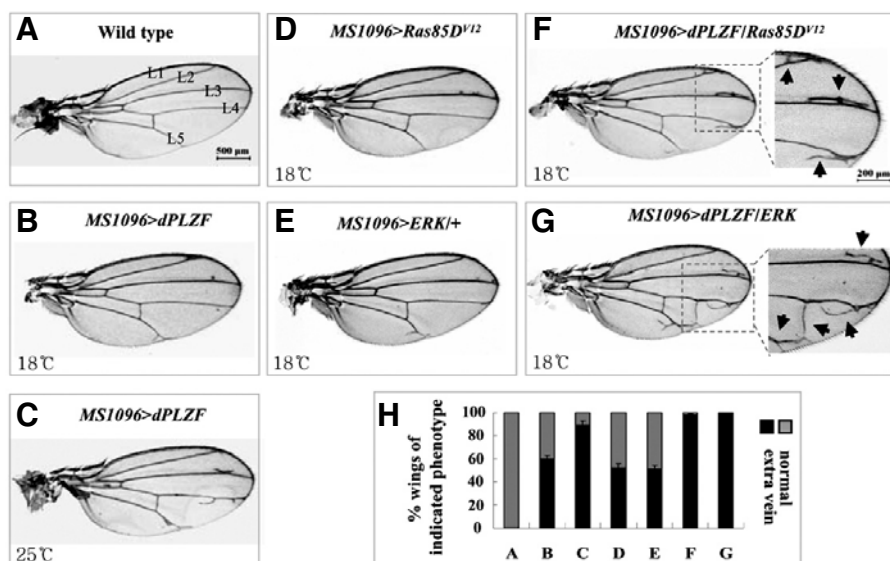 A
Wild type
L1
L2
L3
L4
L5
500 μm
B
MS1096>dPLZF
18℃
C
MS1096>dPLZF
25℃
D
MS1096>Ras85D^V12
18℃
E
MS1096>ERK/+
18℃
F
MS1096>dPLZF/Ras85D^V12
18℃
200 μm
G
MS1096>dPLZF/ERK
18℃
H
% wings of
indicated phenotype
100
80
60
40
20
0
A B C D E F G
normal
extra vein